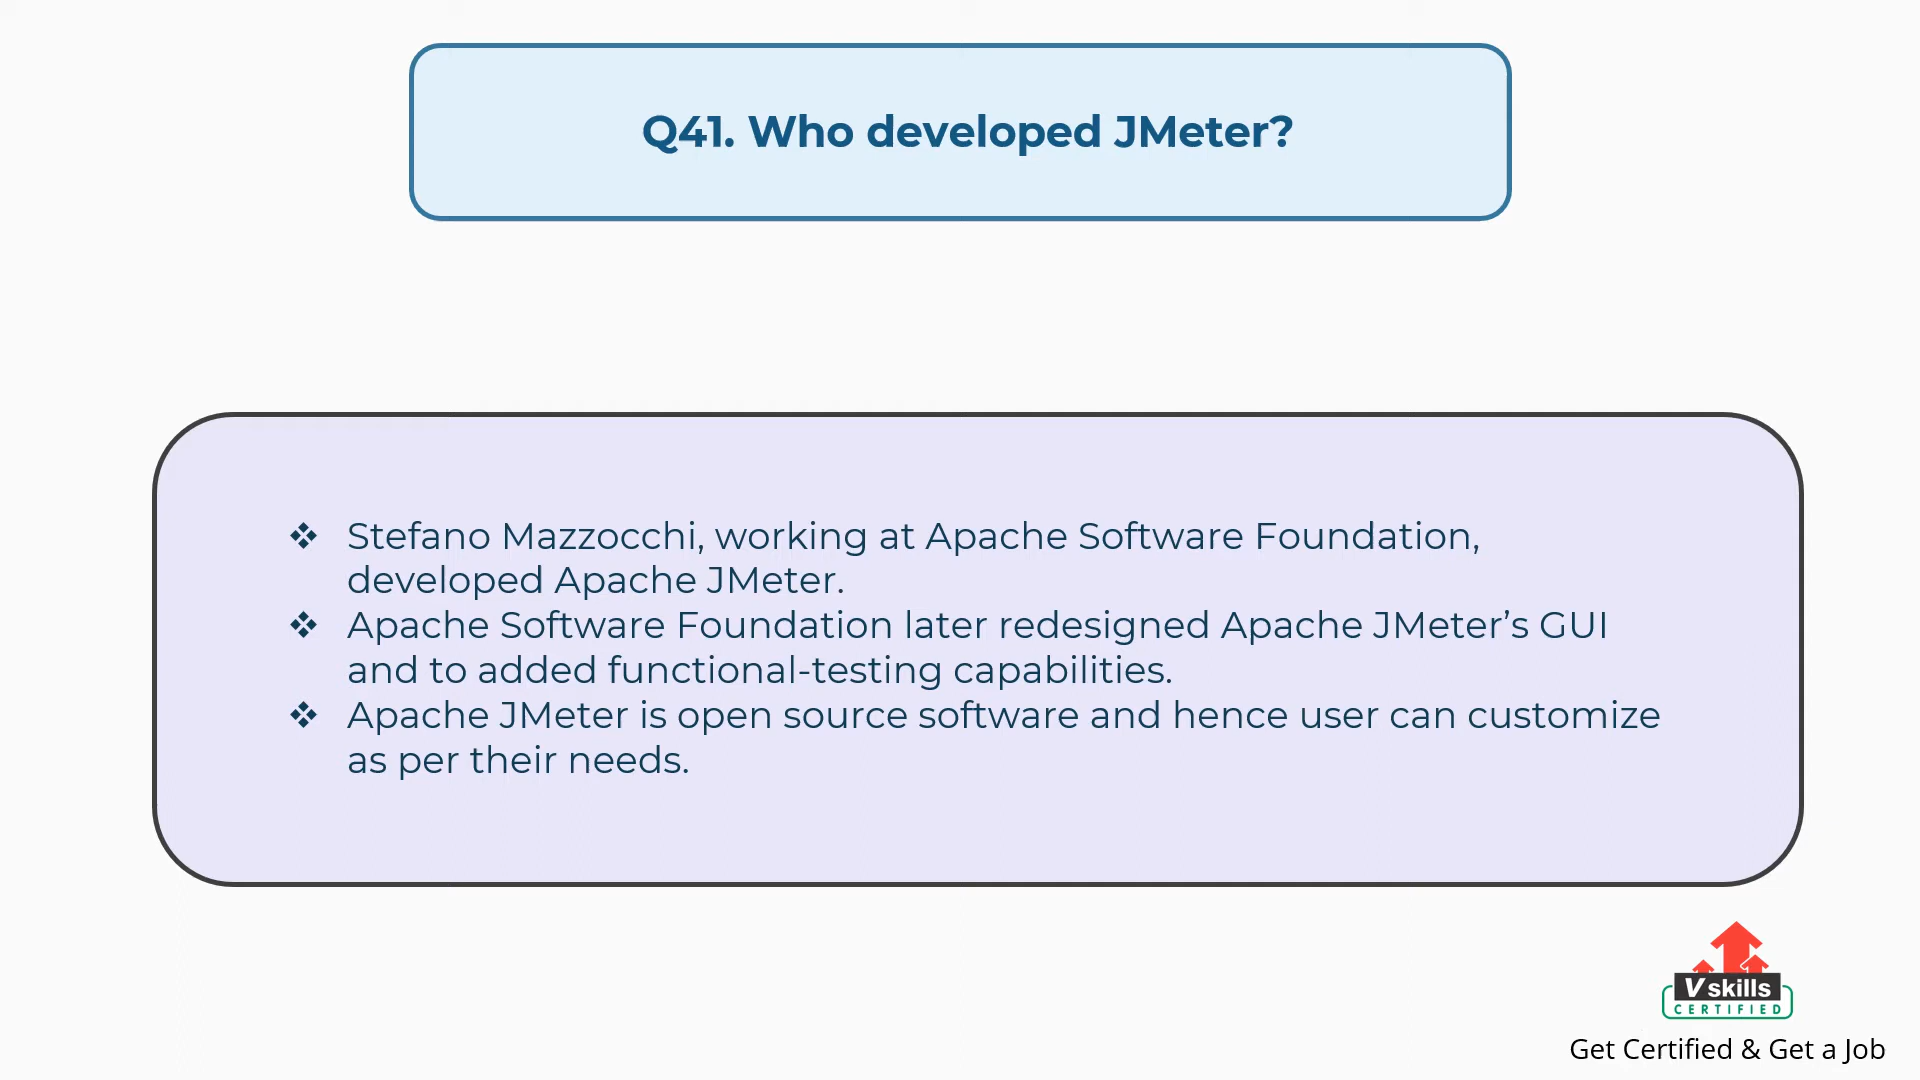 Q41. Who developed JMeter?
❖ Stefano Mazzocchi, working at Apache Software Foundation,
developed Apache JMeter.
❖ Apache Software Foundation later redesigned Apache JMeter’s GUI
and to added functional-testing capabilities.
❖ Apache JMeter is open source software and hence user can customize
as per their needs.
Vskills
CERTIFIED
Get Certified & Get a Job